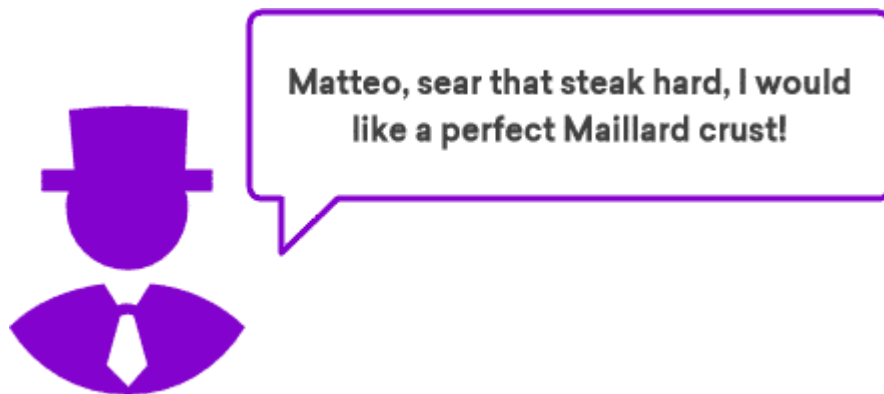 Matteo, sear that steak hard, I would
like a perfect Maillard crust!